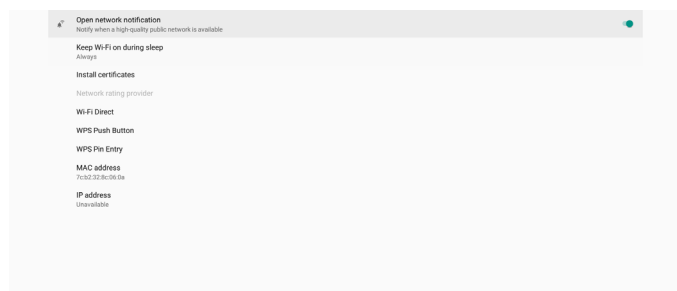 Open network notification
Notify when a high-quality public network is available
Keep Wi-Fi on during sleep
Always
Install certificates
Network rating provider
Wi-Fi Direct
WPS Push Button
WPS Pin Entry
MAC address
7c:b2:32:8c:06:0a
IP address
Unavailable